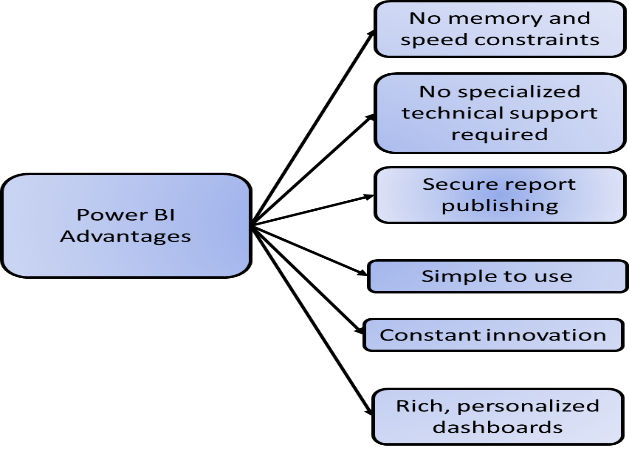 No memory and
speed constraints
No specialized
technical support
required
Secure report
publishing
Power BI
Advantages
Simple to use
Constant innovation
Rich, personalized
dashboards